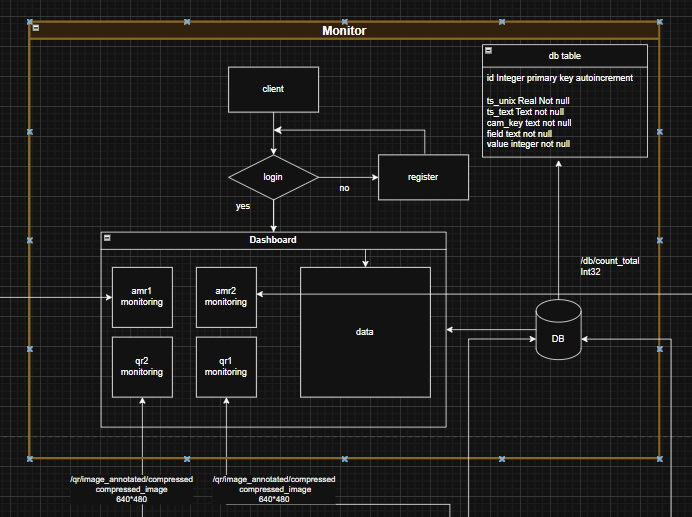 Monitor
client
login
no
yes
register
db table
id Integer primary key autoincrement
ts_unix Real Not null
ts_text Text not null
cam_key text not null
field text not null
value integer not null
Dashboard
amr1
monitoring
amr2
monitoring
qr2
monitoring
qr1
monitoring
data
/db/count_total
Int32
DB
/qr/image_annotated/compressed
compressed_image
640*480
/qr/image_annotated/compressed
compressed_image
640*480